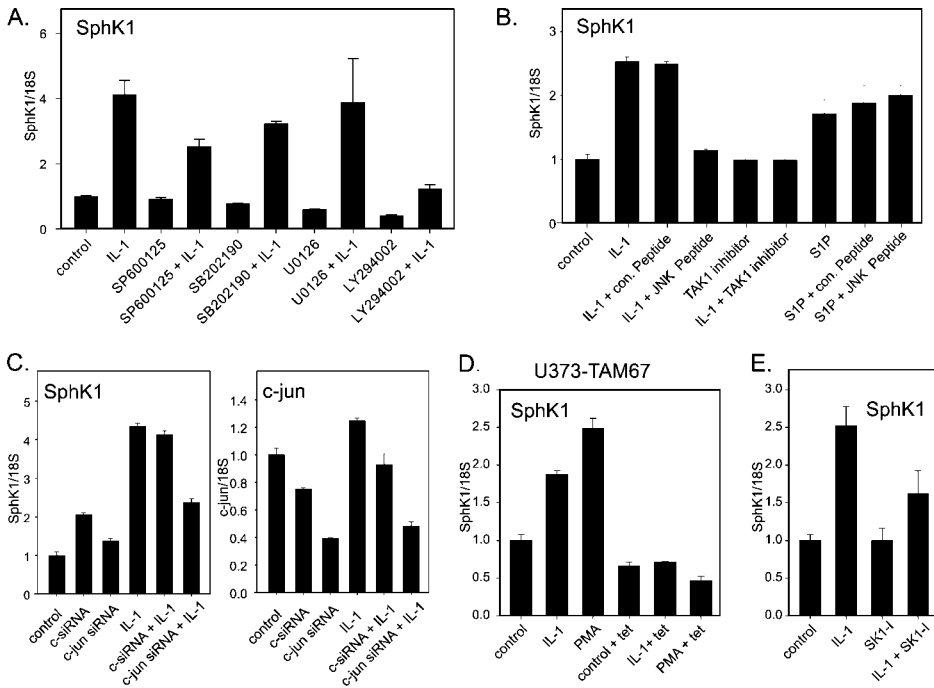 A.
SphK1
SphK1/18S
6
4
2
0
control
IL-1
SP600125
SP600125 + IL-1
SB202190
SB202190 + IL-1
U0126
U0126 + IL-1
LY294002
LY294002 + IL-1
B.
SphK1
SphK1/18S
3
2
1
0
control
IL-1
IL-1 + con. Peptide
IL-1 + JNK Peptide
TAK1 inhibitor
IL-1 + TAK1 inhibitor
S1P
S1P + con. Peptide
S1P + JNK Peptide
C.
SphK1
SphK1/18S
5
4
3
2
1
0
control
c-siRNA
c-jun siRNA
IL-1
c-siRNA + IL-1
c-jun siRNA + IL-1
c-jun
c-jun/18S
1.4
1.2
1.0
0.8
0.6
0.4
0.2
0.0
control
c-siRNA
c-jun siRNA
IL-1
c-siRNA + IL-1
c-jun siRNA + IL-1
D.
U373-TAM67
SphK1
SphK1/18S
3.0
2.5
2.0
1.5
1.0
0.5
0.0
control
IL-1
PMA
control + tet
IL-1+ tet
PMA + tet
E.
SphK1
SphK1/18S
3.0
2.5
2.0
1.5
1.0
0.5
0.0
control
IL-1
SK1-I
IL-1 + SK1-I